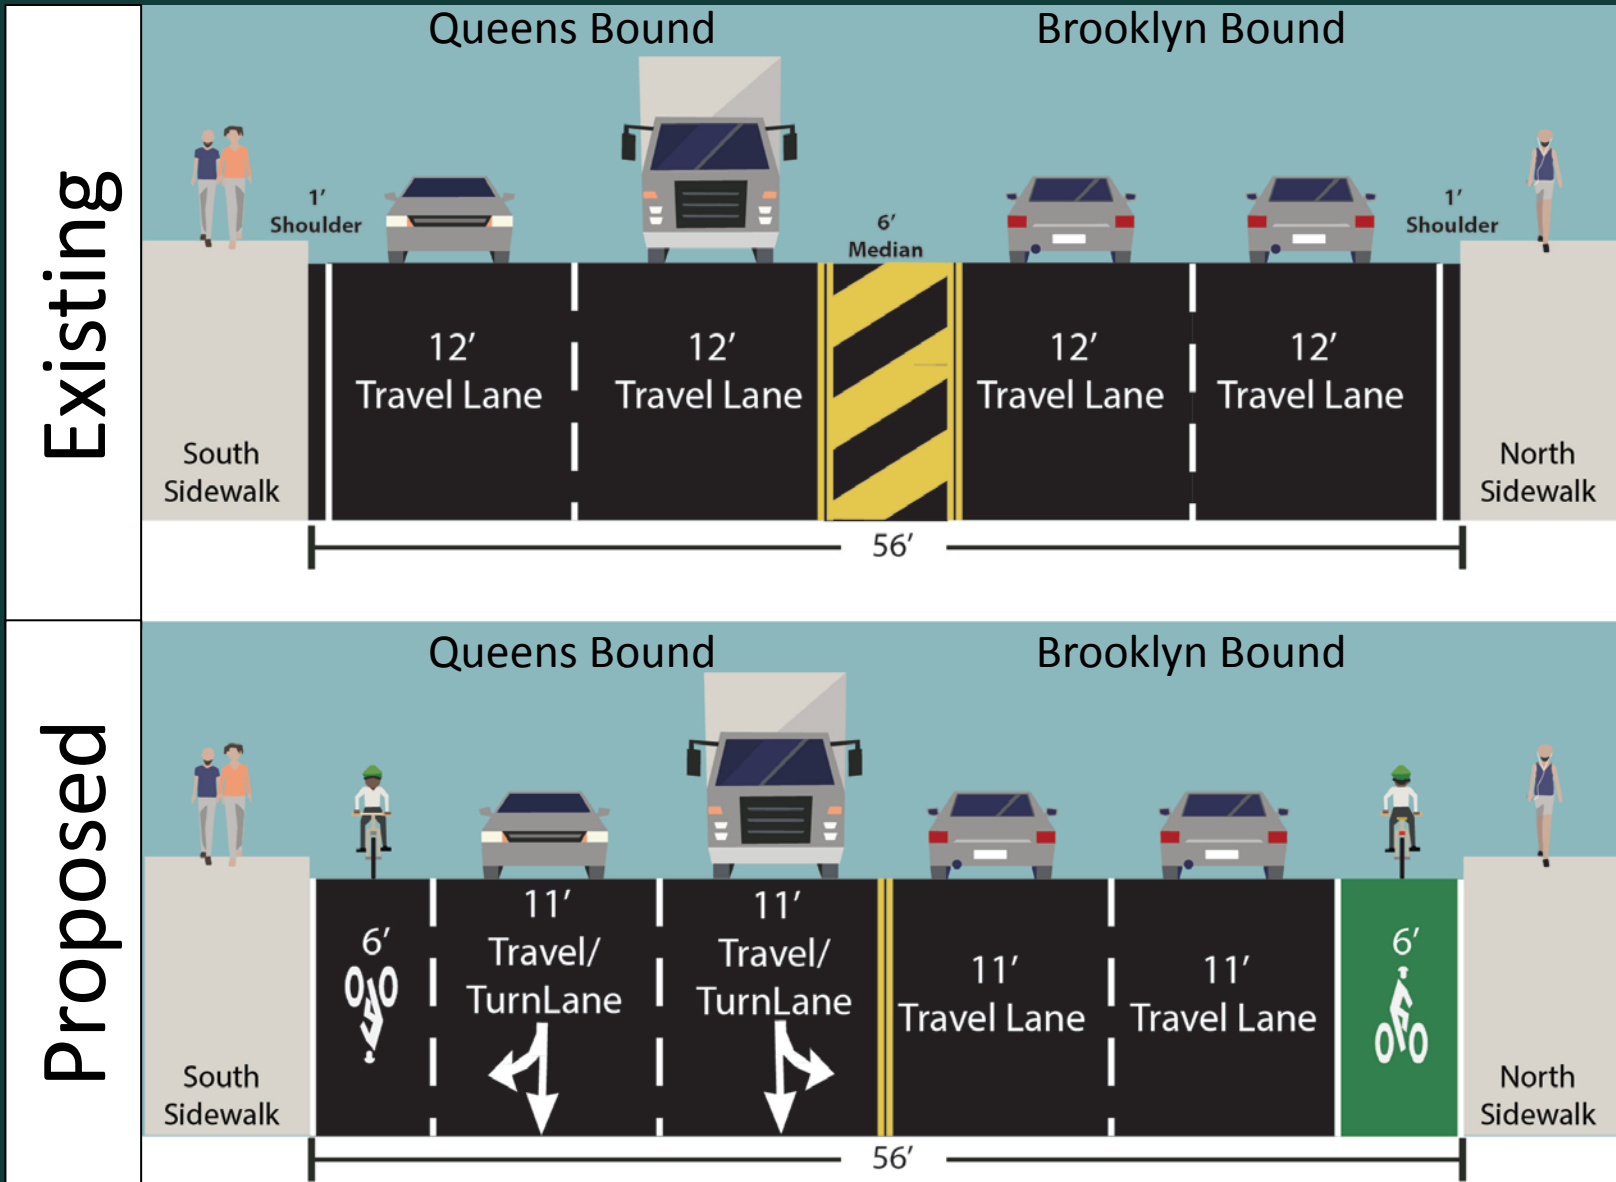 Existing
Queens Bound
Brooklyn Bound
1’
Shoulder
6’
Median
1’
Shoulder
12’
Travel Lane
12’
Travel Lane
12’
Travel Lane
12’
Travel Lane
South
Sidewalk
North
Sidewalk
56’
Proposed
Queens Bound
Brooklyn Bound
6’
11’
Travel/
TurnLane
11’
Travel/
TurnLane
11’
Travel Lane
11’
Travel Lane
6’
South
Sidewalk
North
Sidewalk
56’